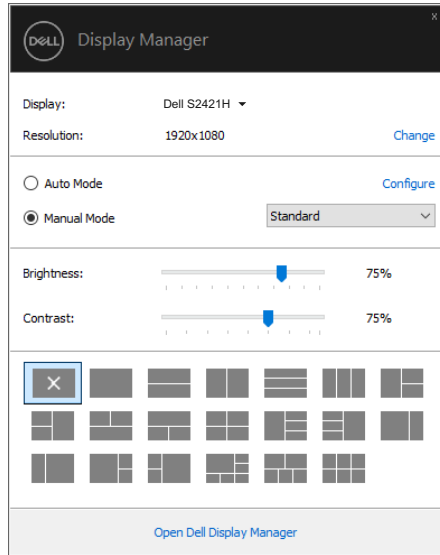 x
DELL Display Manager
Display: Dell S2421H
Resolution: 1920x1080 Change
Auto Mode Configure
Manual Mode Standard
Brightness: 75%
Contrast: 75%
Open Dell Display Manager